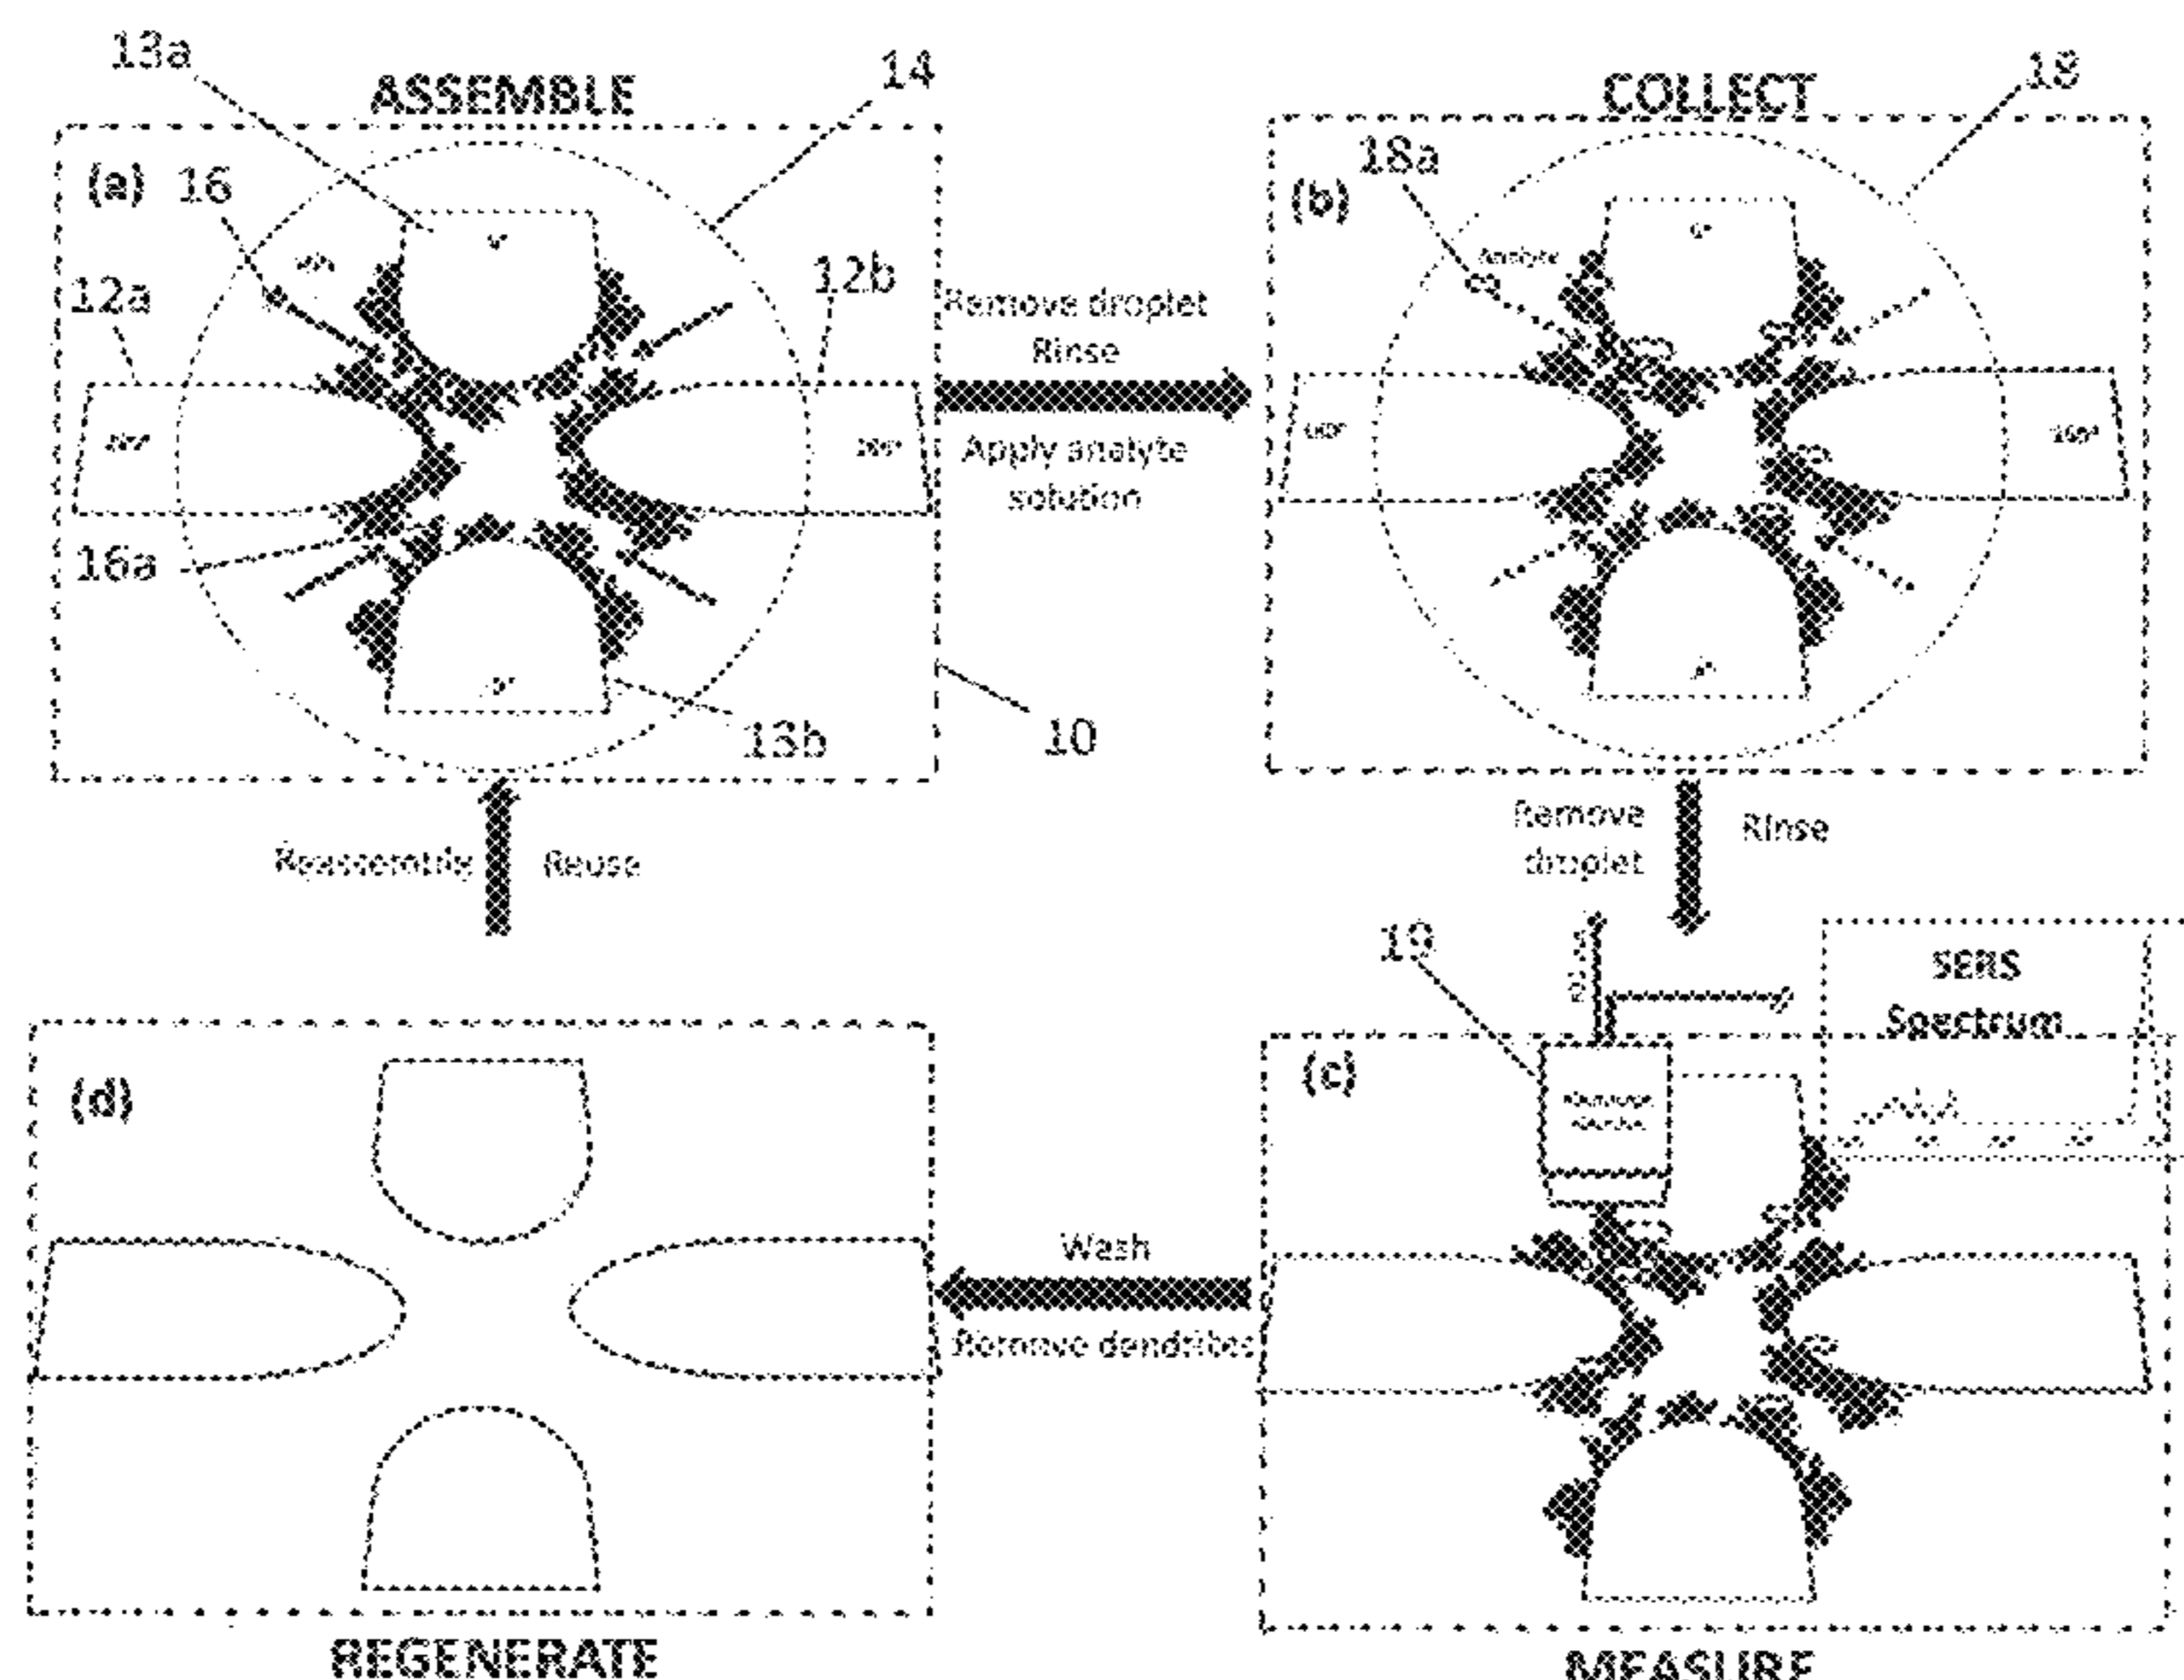 13a
ASSEMBLE
14
COLLECT
18
(a) 16
18a
(b)
Analyte
12a
12b
Remove droplet
Rinse
Apply analyte
solution
16a
13b
10
Reassembly Reuse
Remove
droplet
Rinse
19
SERS
Spectrum
(c)
(d)
Wash
Remove dendrites
REGENERATE
MEASURE